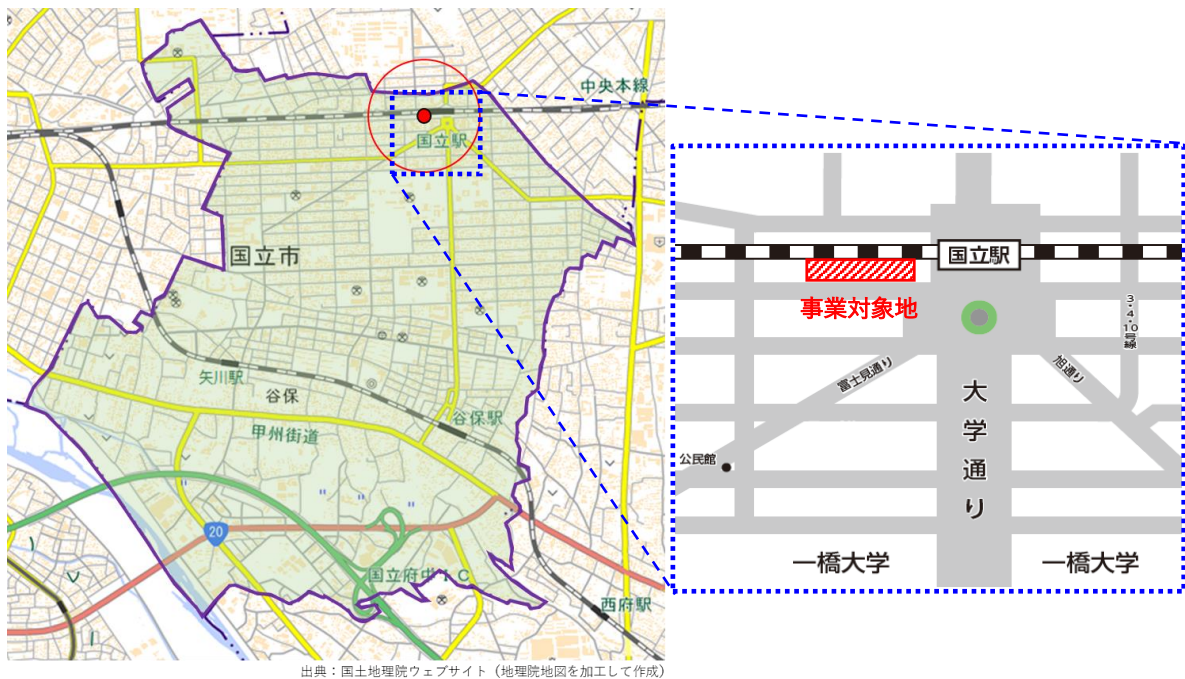 中央本線
国立駅
国立市
矢川駅
谷保
谷保駅
甲州街道
20
国立府中IC
西府駅
国立駅
事業対象地
3・4・10号線
富士見通り
旭通り
大学通り
公民館
一橋大学
一橋大学
出典：国土地理院ウェブサイト（地理院地図を加工して作成）